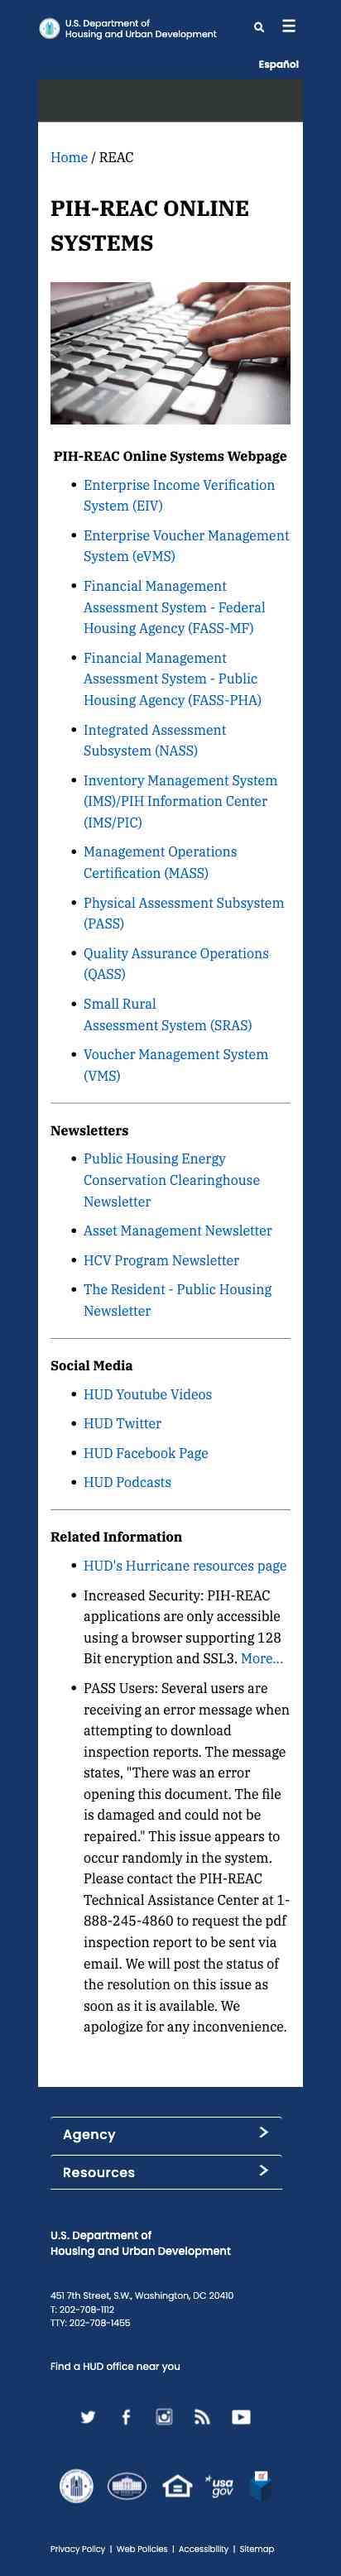 U.S. Department of
Housing and Urban Development
Español
Home / REAC
PIH-REAC ONLINE
SYSTEMS
PIH-REAC Online Systems Webpage
• Enterprise Income Verification
System (EIV)
• Enterprise Voucher Management
System (eVMS)
• Financial Management
Assessment System - Federal
Housing Agency (FASS-MF)
• Financial Management
Assessment System - Public
Housing Agency (FASS-PHA)
• Integrated Assessment
Subsystem (NASS)
• Inventory Management System
(IMS)/PIH Information Center
(IMS/PIC)
• Management Operations
Certification (MASS)
• Physical Assessment Subsystem
(PASS)
• Quality Assurance Operations
(QASS)
• Small Rural
Assessment System (SRAS)
• Voucher Management System
(VMS)
Newsletters
• Public Housing Energy
Conservation Clearinghouse
Newsletter
• Asset Management Newsletter
• HCV Program Newsletter
• The Resident - Public Housing
Newsletter
Social Media
• HUD Youtube Videos
• HUD Twitter
• HUD Facebook Page
• HUD Podcasts
Related Information
• HUD's Hurricane resources page
• Increased Security: PIH-REAC
applications are only accessible
using a browser supporting 128
Bit encryption and SSL3. More...
• PASS Users: Several users are
receiving an error message when
attempting to download
inspection reports. The message
states, "There was an error
opening this document. The file
is damaged and could not be
repaired." This issue appears to
occur randomly in the system.
Please contact the PIH-REAC
Technical Assistance Center at 1-
888-245-4860 to request the pdf
inspection report to be sent via
email. We will post the status of
the resolution on this issue as
soon as it is available. We
apologize for any inconvenience.
Agency
Resources
U.S. Department of
Housing and Urban Development
451 7th Street, S.W., Washington, DC 20410
T: 202-708-1112
TTY: 202-708-1455
Find a HUD office near you
usa
gov
Privacy Policy | Web Policies | Accessibility | Sitemap